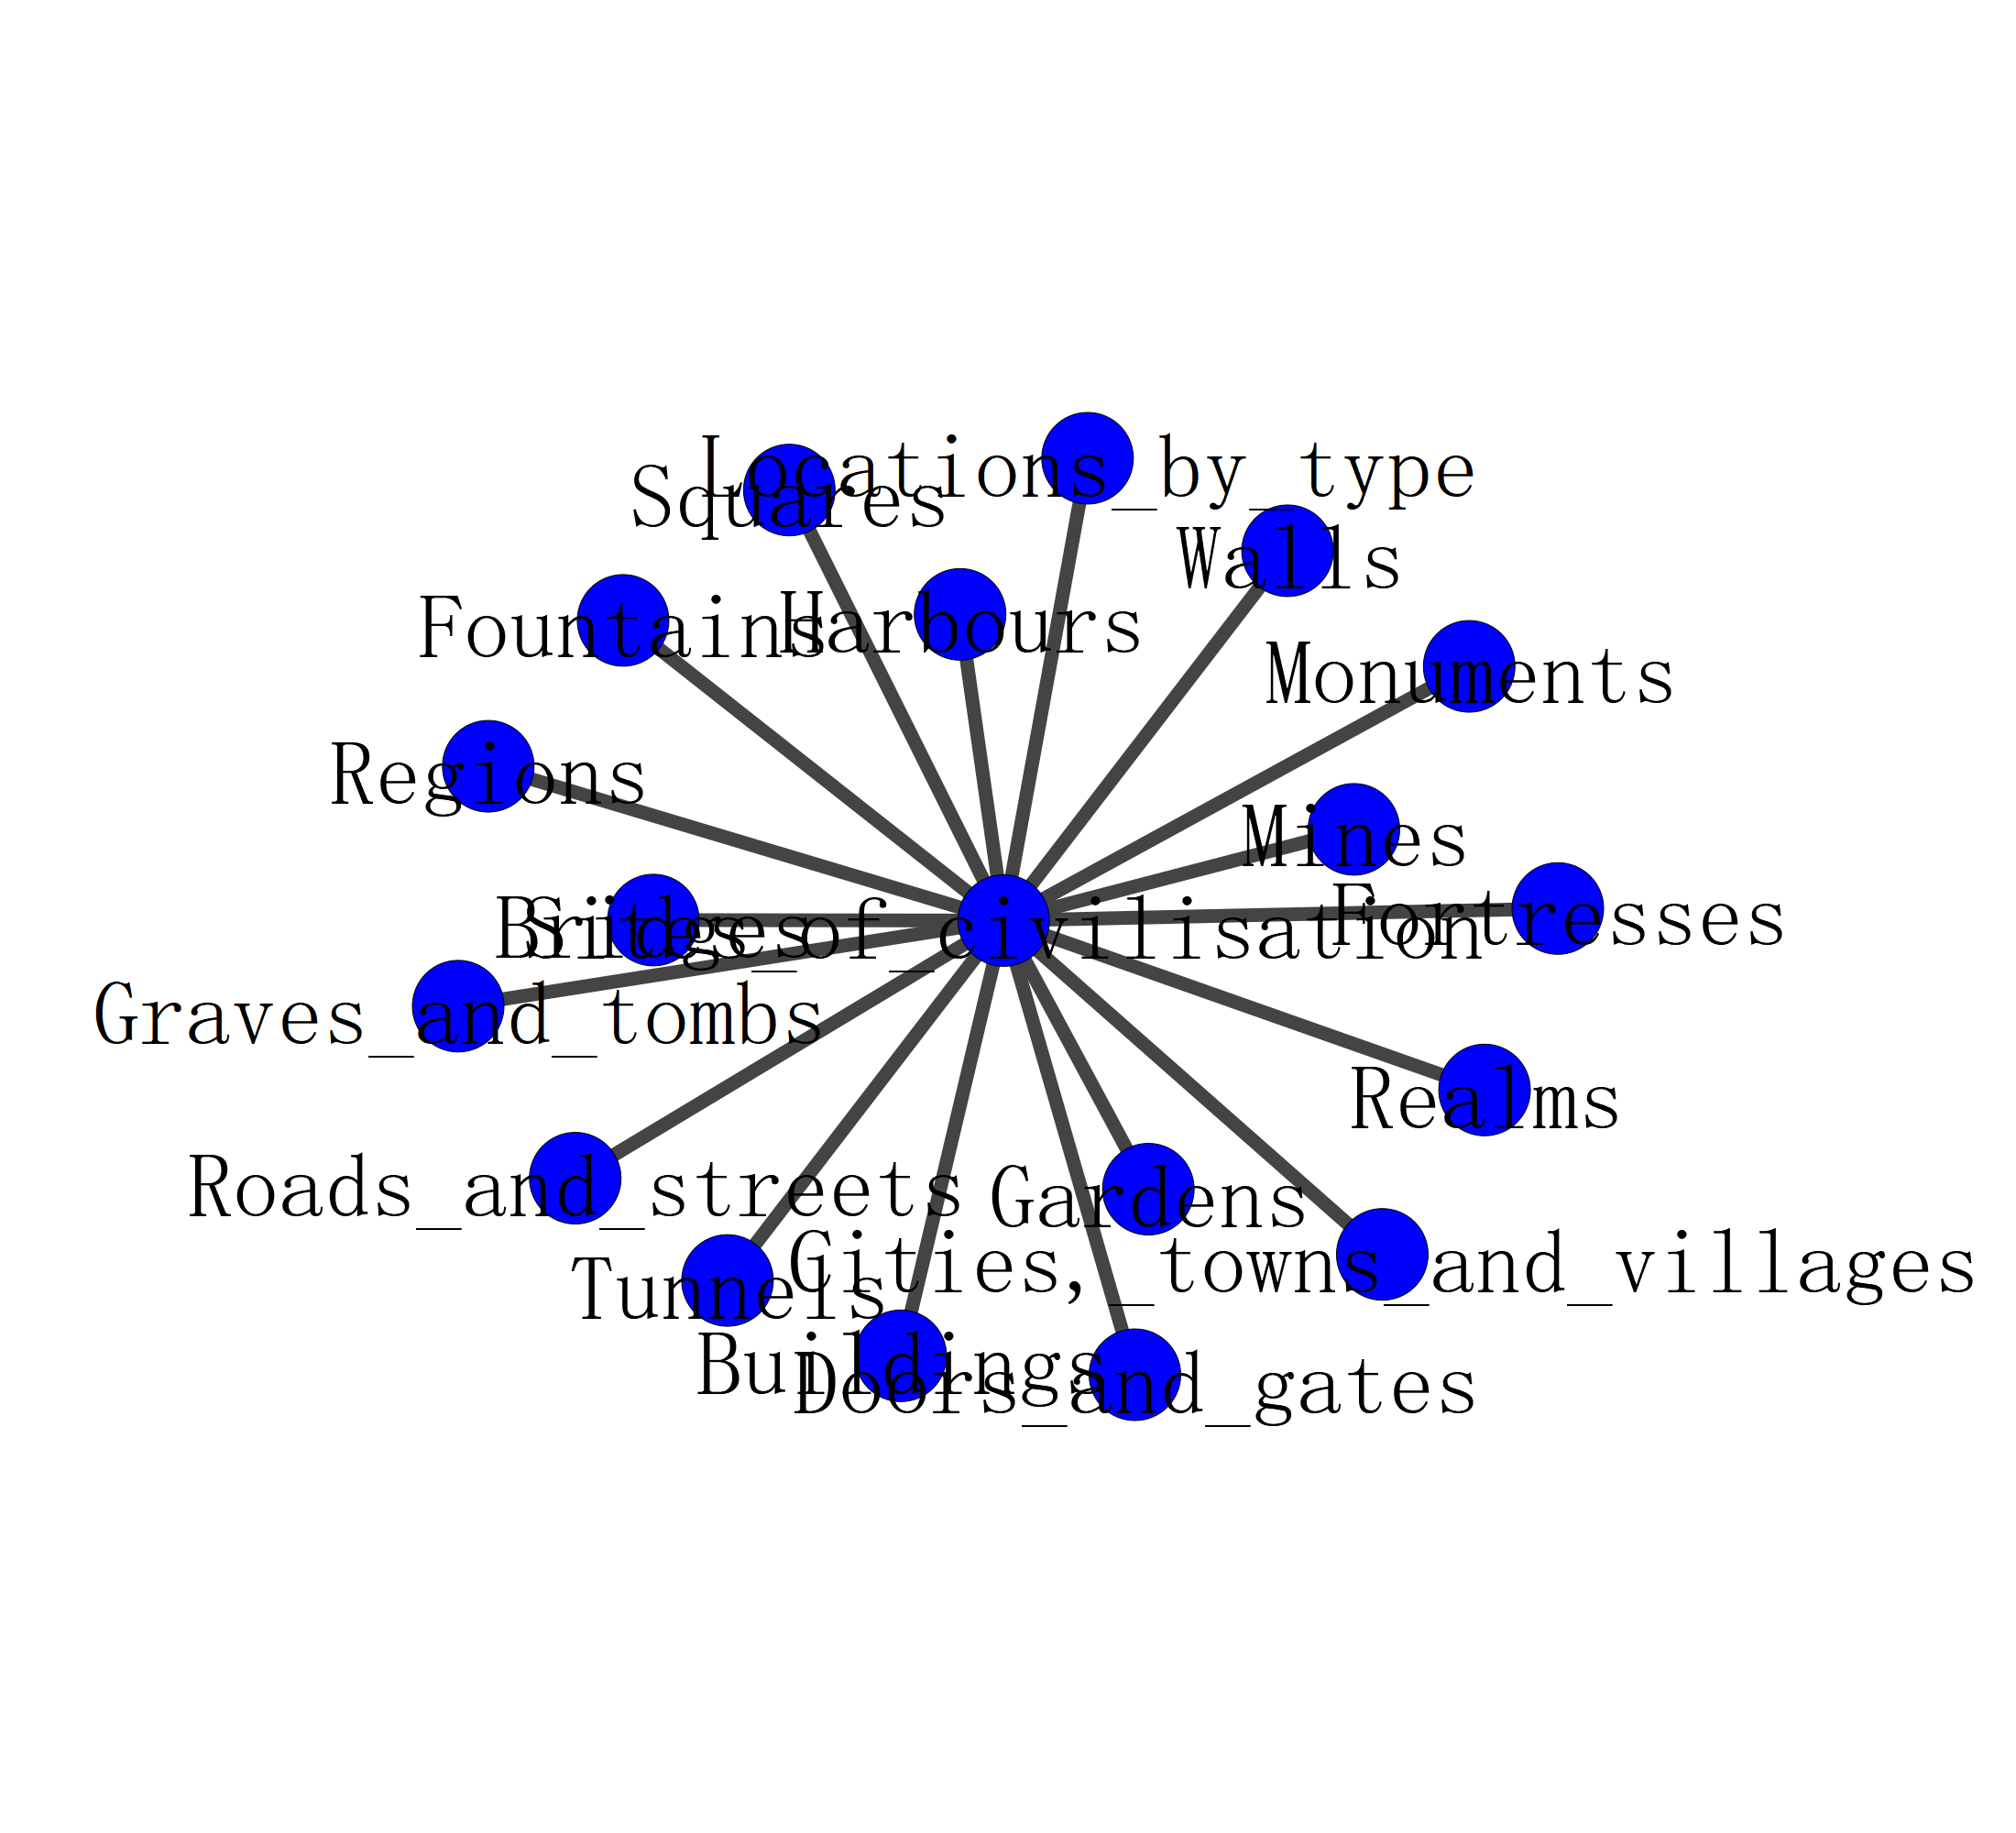 Locations_by_type
Squares
Walls
Fountains
Harbours
Monuments
Regions
Mines
Fortresses
Bridges
Sites_of_civilisation
Graves_and_tombs
Realms
Roads_and_streets
Gardens
Cities,_towns_and_villages
Tunnels
Buildings
Doors_and_gates